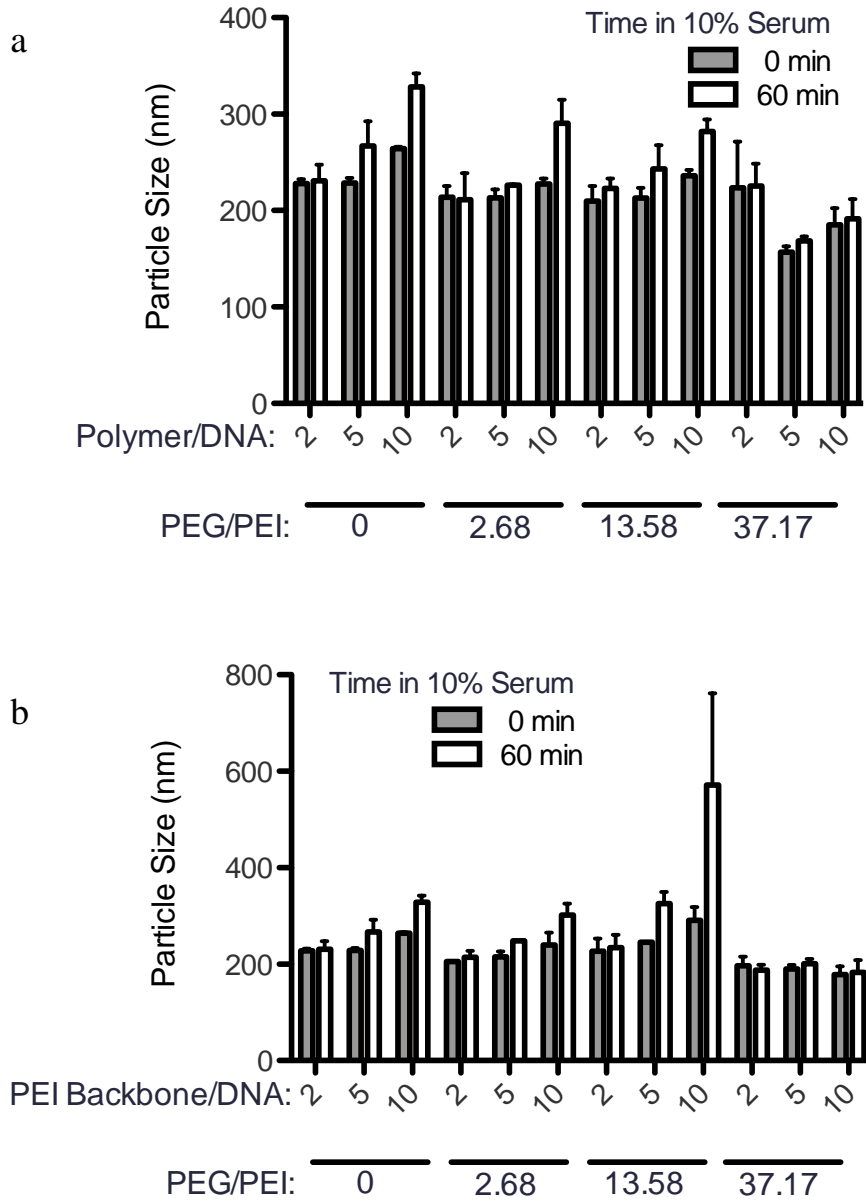 a
Time in 10% Serum
0 min
60 min
Particle Size (nm)
400
300
200
100
0
Polymer/DNA: 2 5 10 2 5 10 2 5 10 2 5 10
PEG/PEI: 0 2.68 13.58 37.17
b
Time in 10% Serum
0 min
60 min
Particle Size (nm)
800
600
400
200
0
PEI Backbone/DNA: 2 5 10 2 5 10 2 5 10 2 5 10
PEG/PEI: 0 2.68 13.58 37.17